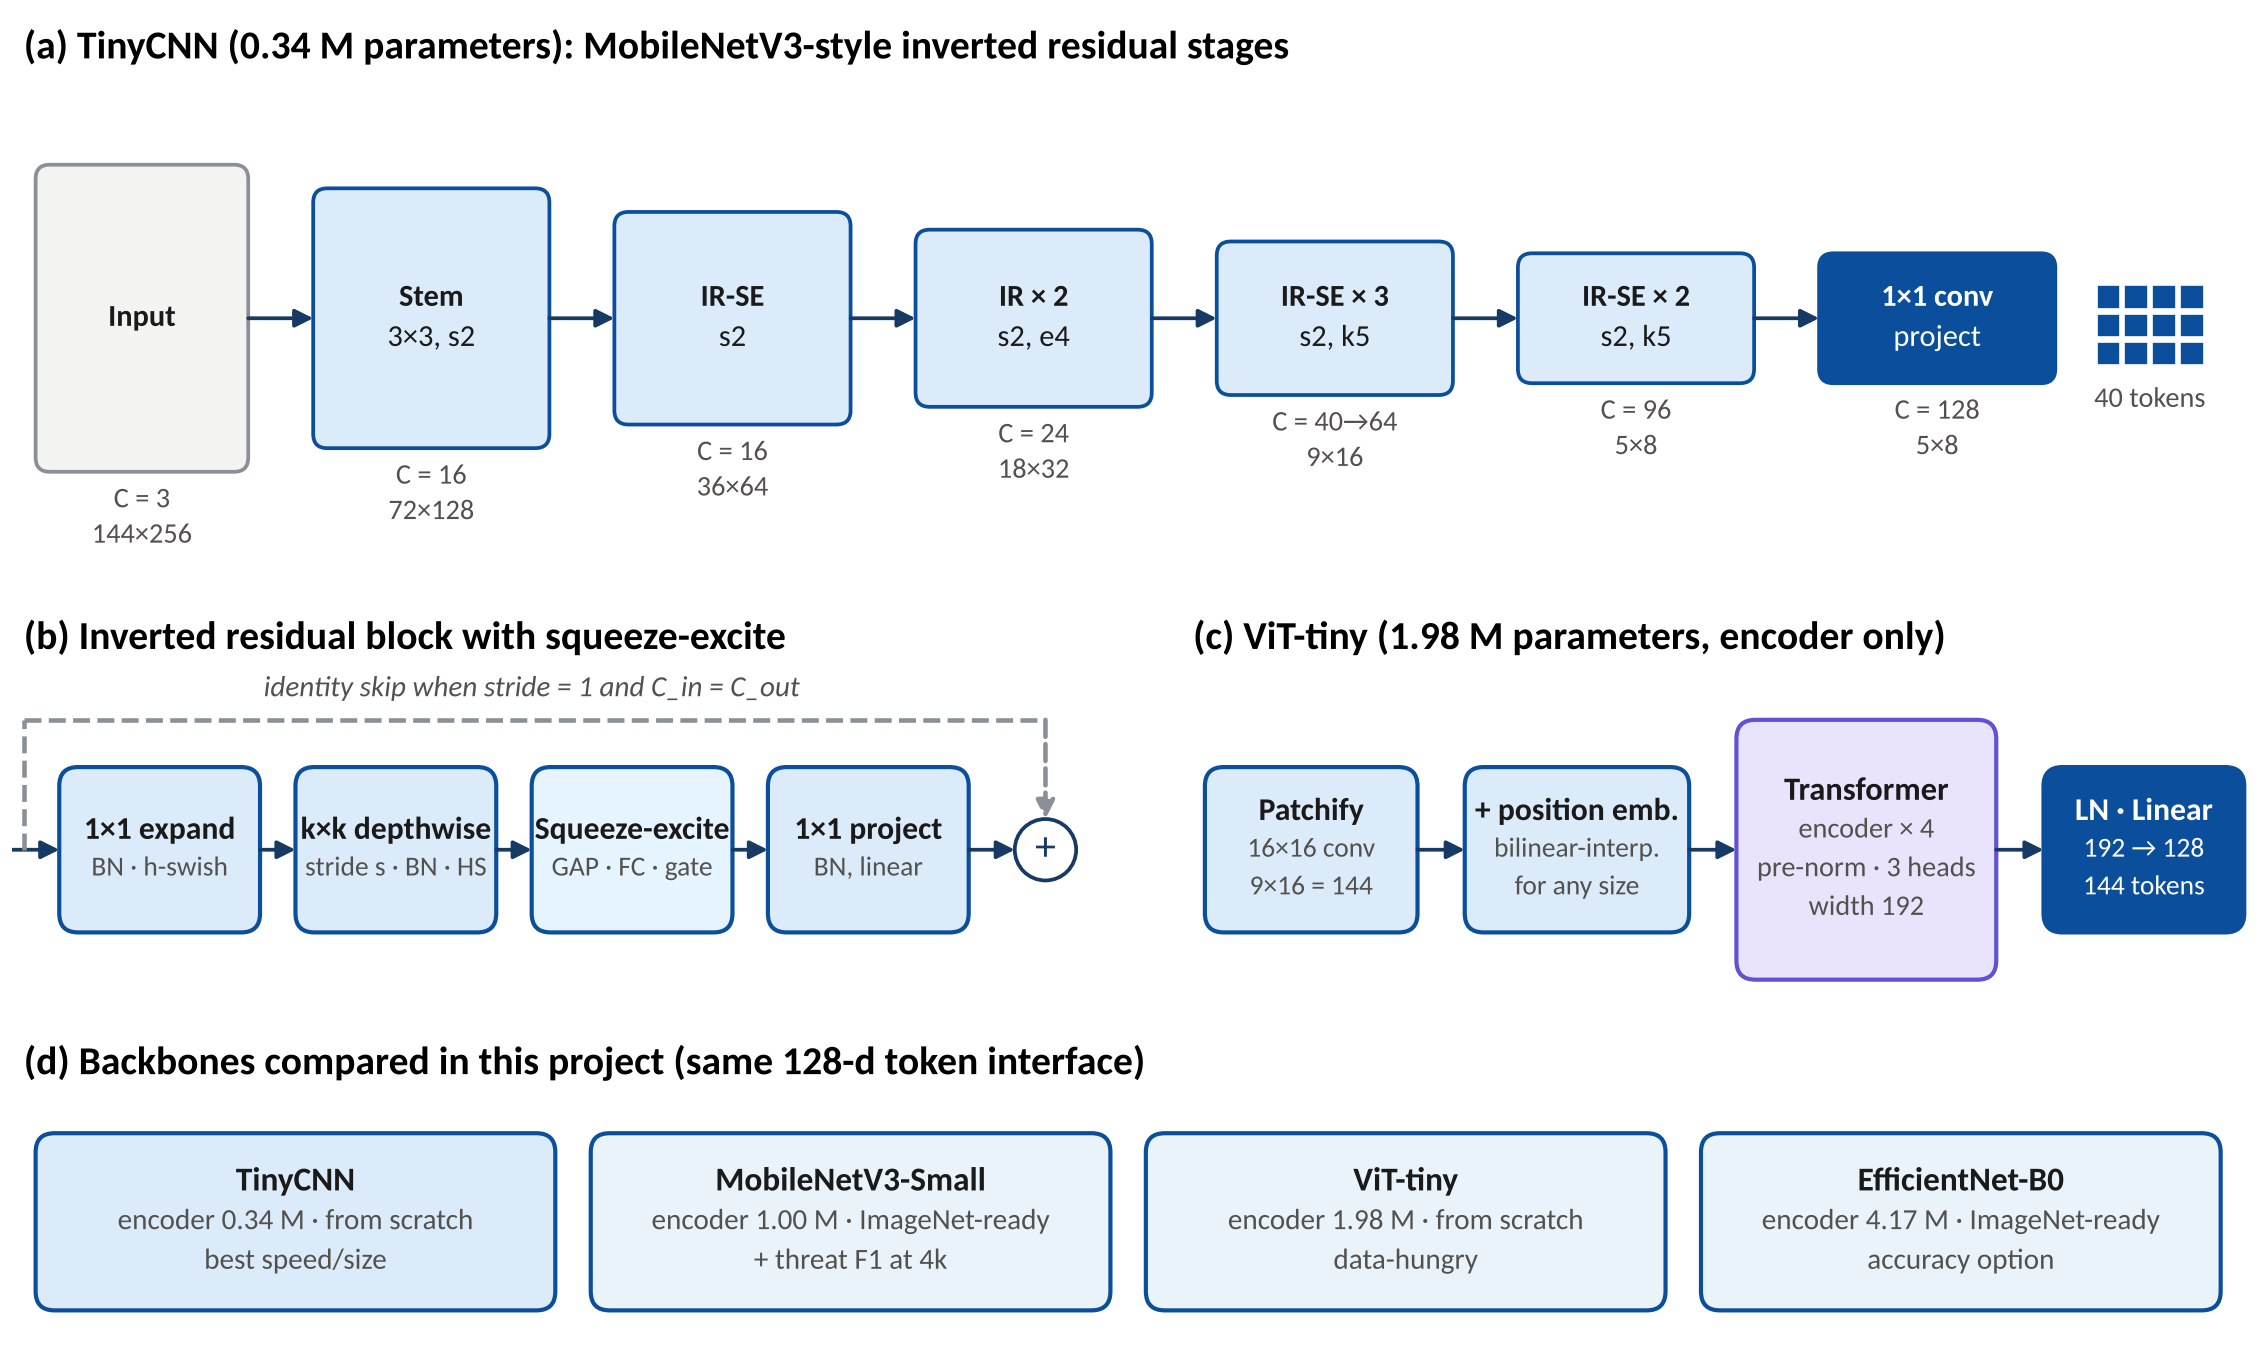 (a) TinyCNN (0.34 M parameters): MobileNetV3-style inverted residual stages
Input
C = 3
144×256
Stem
3×3, s2
C = 16
72×128
IR-SE
s2
C = 16
36×64
IR × 2
s2, e4
C = 24
18×32
IR-SE × 3
s2, k5
C = 40→64
9×16
IR-SE × 2
s2, k5
C = 96
5×8
1×1 conv
project
C = 128
5×8
40 tokens
(b) Inverted residual block with squeeze-excite
identity skip when stride = 1 and C_in = C_out
1×1 expand
BN · h-swish
k×k depthwise
stride s · BN · HS
Squeeze-excite
GAP · FC · gate
1×1 project
BN, linear
+
(c) ViT-tiny (1.98 M parameters, encoder only)
Patchify
16×16 conv
9×16 = 144
+ position emb.
bilinear-interp.
for any size
Transformer
encoder × 4
pre-norm · 3 heads
width 192
LN · Linear
192 → 128
144 tokens
(d) Backbones compared in this project (same 128-d token interface)
TinyCNN
encoder 0.34 M · from scratch
best speed/size
MobileNetV3-Small
encoder 1.00 M · ImageNet-ready
+ threat F1 at 4k
ViT-tiny
encoder 1.98 M · from scratch
data-hungry
EfficientNet-B0
encoder 4.17 M · ImageNet-ready
accuracy option